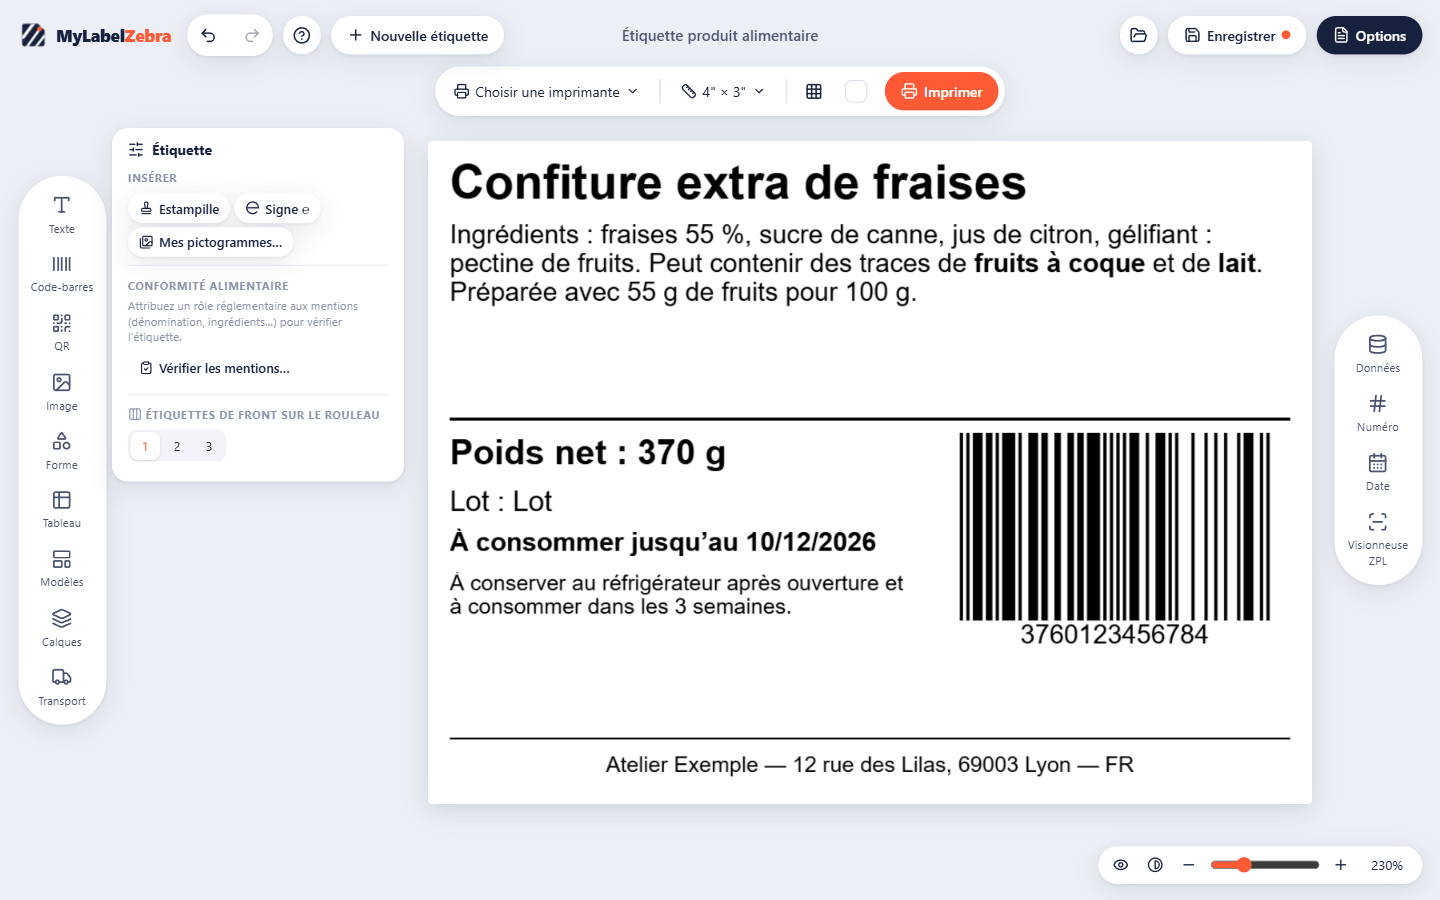 MyLabelZebra
Nouvelle étiquette
Étiquette produit alimentaire
Enregistrer
Options
Choisir une imprimante
4" × 3"
Imprimer
Étiquette
INSÉRER
Estampille
Signe ℮
Mes pictogrammes...
CONFORMITÉ ALIMENTAIRE
Attribuez un rôle réglementaire aux mentions
(dénomination, ingrédients...) pour vérifier
l'étiquette.
Vérifier les mentions...
ÉTIQUETTES DE FRONT SUR LE ROULEAU
1 2 3
Texte
Code-barres
QR
Image
Forme
Tableau
Modèles
Calques
Transport
Confiture extra de fraises
Ingrédients : fraises 55 %, sucre de canne, jus de citron, gélifiant :
pectine de fruits. Peut contenir des traces de fruits à coque et de lait.
Préparée avec 55 g de fruits pour 100 g.
Poids net : 370 g
Lot : Lot
À consommer jusqu’au 10/12/2026
À conserver au réfrigérateur après ouverture et
à consommer dans les 3 semaines.
3760123456784
Atelier Exemple — 12 rue des Lilas, 69003 Lyon — FR
Données
Numéro
Date
Visionneuse
ZPL
230%